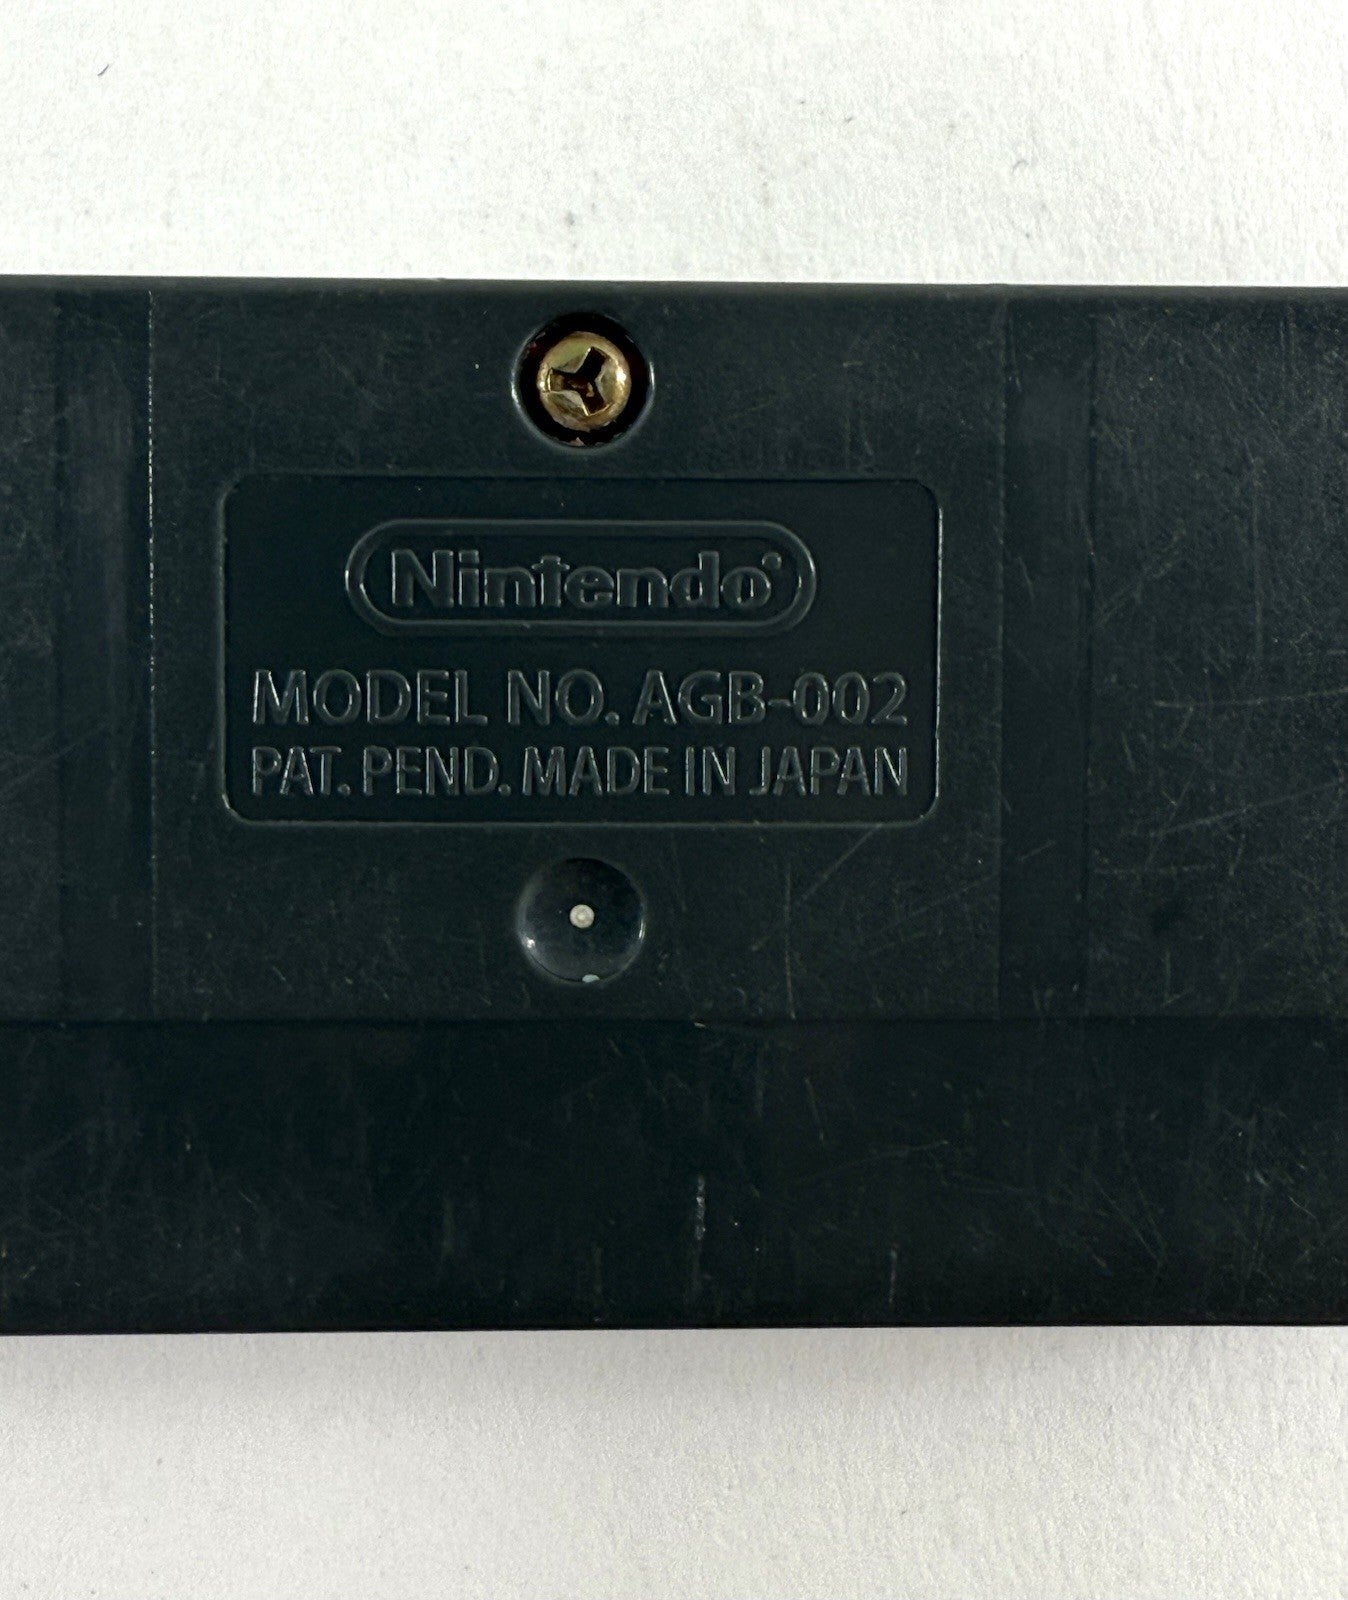 Nintendo®
MODEL NO. AGB-002
PAT. PEND. MADE IN JAPAN